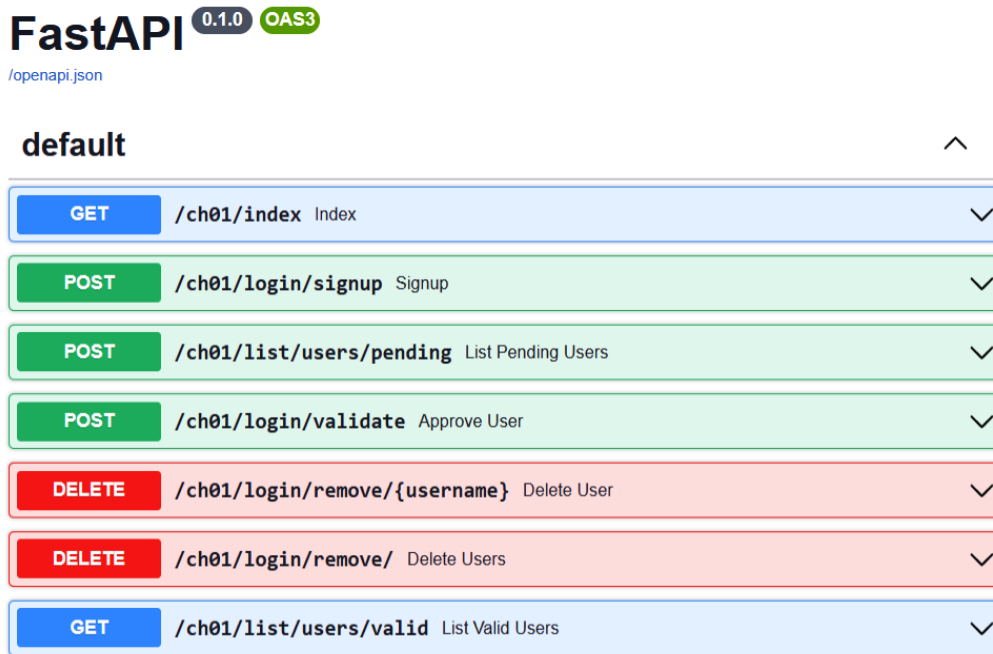 FastAPI 0.1.0 OAS3
/openapi.json
default
GET /ch01/index Index
POST /ch01/login/signup Signup
POST /ch01/list/users/pending List Pending Users
POST /ch01/login/validate Approve User
DELETE /ch01/login/remove/{username} Delete User
DELETE /ch01/login/remove/ Delete Users
GET /ch01/list/users/valid List Valid Users